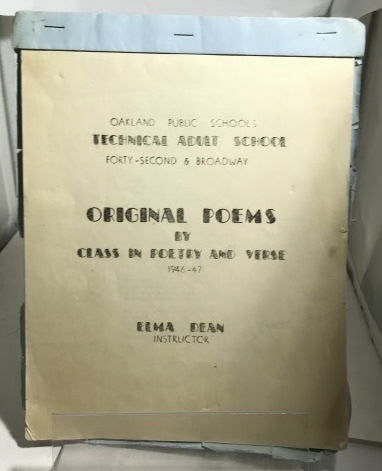 OAKLAND PUBLIC SCHOOLS
TECHNICAL ADULT SCHOOL
FORTY-SECOND & BROADWAY
ORIGINAL POEMS
BY
CLASS IN POETRY AND VERSE
1946-47
ELMA DEAN
INSTRUCTOR